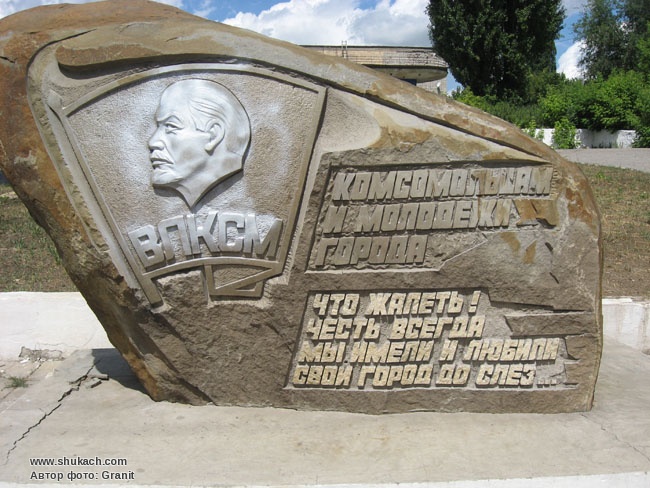 ВЛКСМ
КОМСОМОЛЬЦАМ
И МОЛОДЕЖИ
ГОРОДА
ЧТО ЖАЛЕТЬ!
ЧЕСТЬ ВСЕГДА
МЫ ИМЕЛИ И ЛЮБИЛИ
СВОЙ ГОРОД ДО СЛЕЗ...
www.shukach.com
Автор фото: Granit